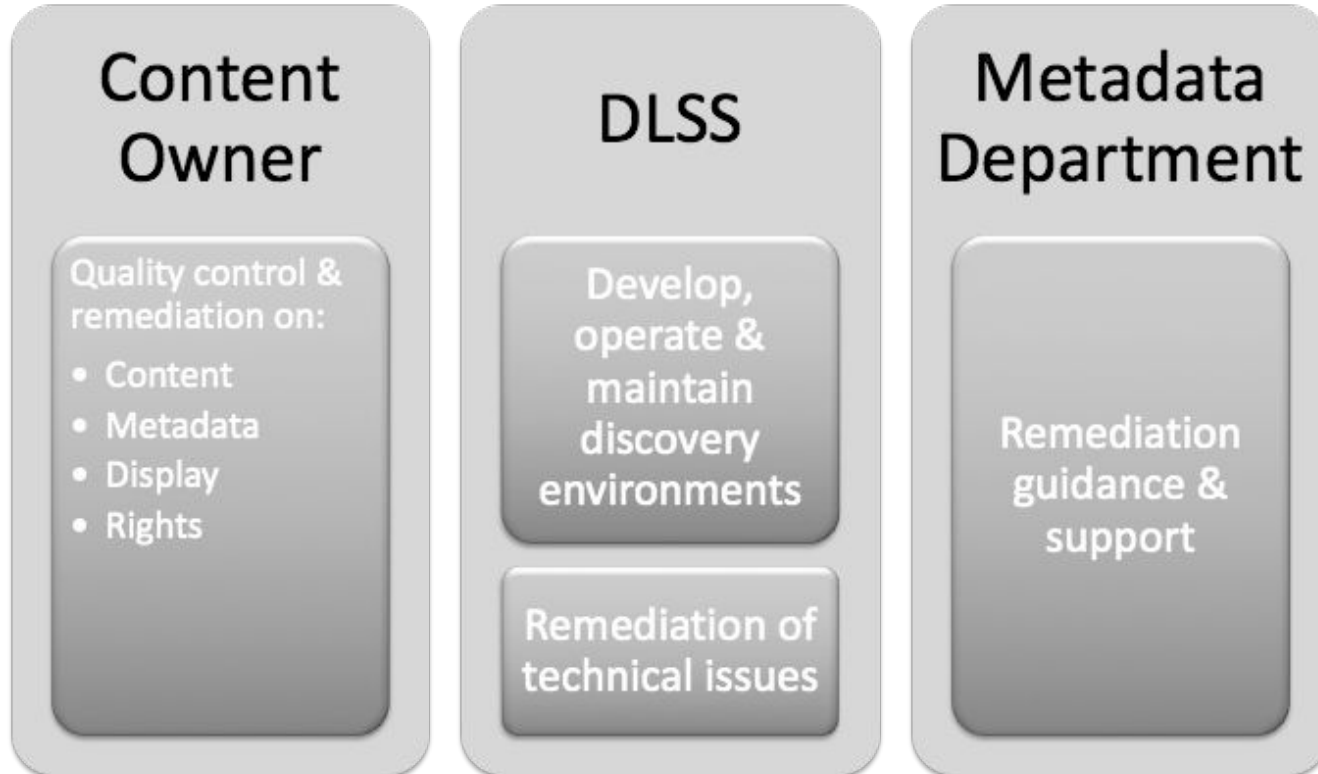 Content
Owner
Quality control &
remediation on:
• Content
• Metadata
• Display
• Rights
DLSS
Develop,
operate &
maintain
discovery
environments
Remediation of
technical issues
Metadata
Department
Remediation
guidance &
support